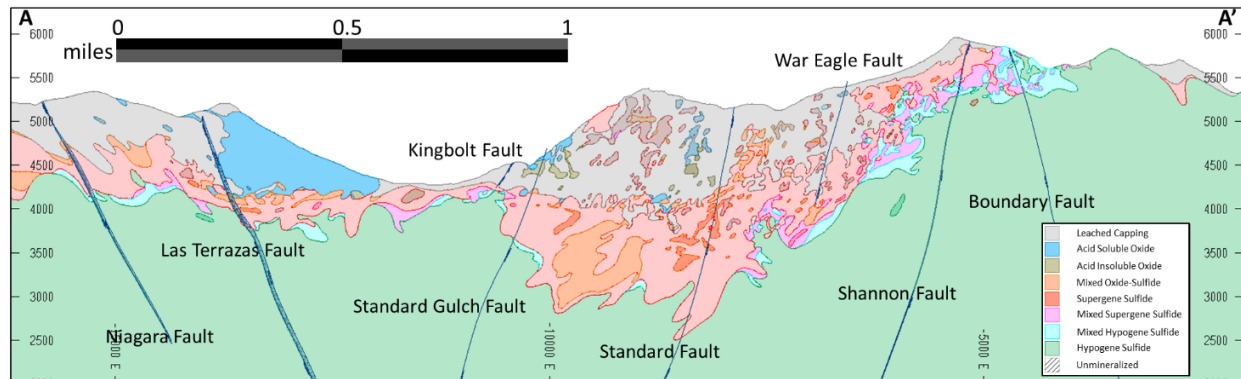 A
A'
0
0.5
1
miles
6000
5500
5000
4500
4000
3500
3000
2500
6000
5500
5000
4500
4000
3500
3000
2500
War Eagle Fault
Kingbolt Fault
Las Terrazas Fault
Boundary Fault
Standard Gulch Fault
Shannon Fault
Niagara Fault
Standard Fault
-10000 E
-5000 E
Leached Capping
Acid Soluble Oxide
Acid Insoluble Oxide
Mixed Oxide-Sulfide
Supergene Sulfide
Mixed Supergene Sulfide
Mixed Hypogene Sulfide
Hypogene Sulfide
Unmineralized